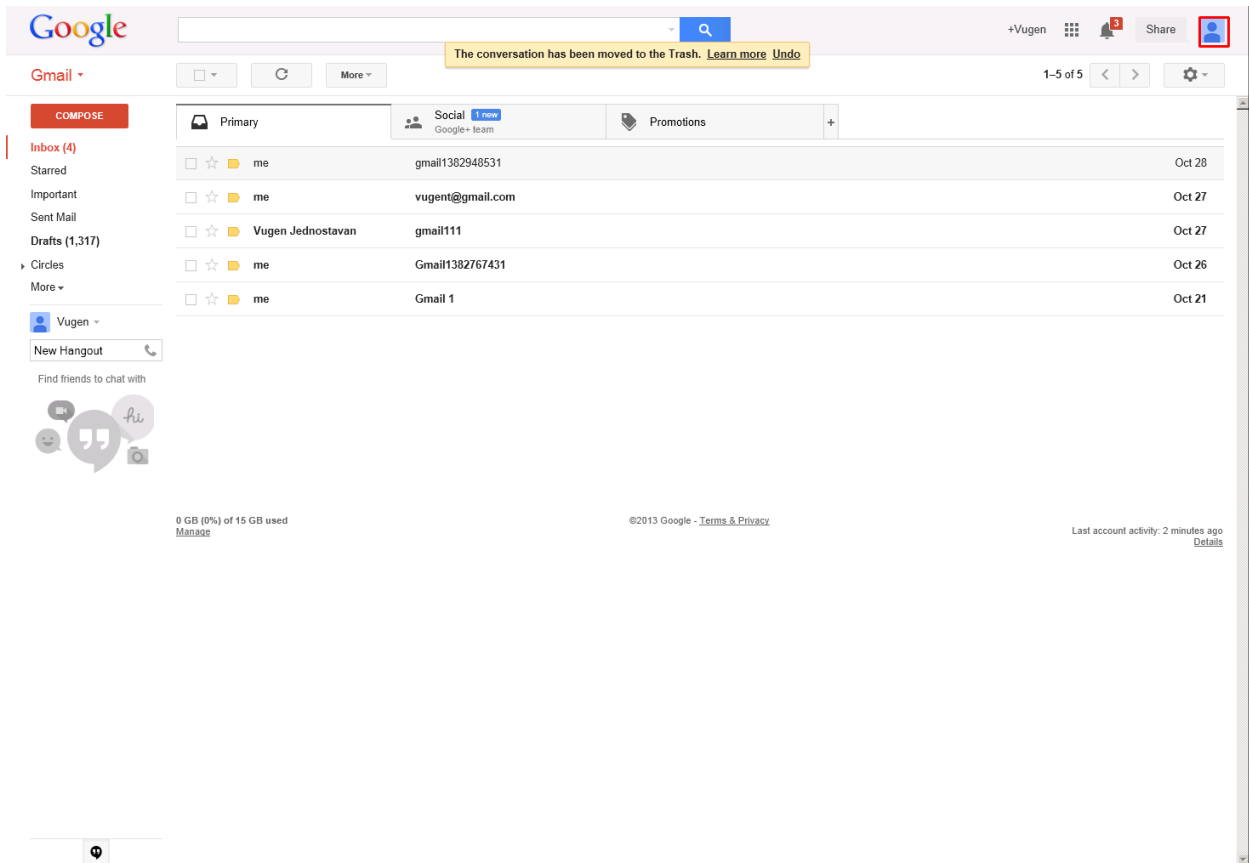 Google
+Vugen
3
Share
The conversation has been moved to the Trash. Learn more Undo
Gmail
More
1–5 of 5
COMPOSE
Primary
Social 1 new
Google+ team
Promotions
+
Inbox (4)
Starred
Important
Sent Mail
Drafts (1,317)
Circles
More
me gmail1382948531 Oct 28
me vugent@gmail.com Oct 27
Vugen Jednostavan gmail111 Oct 27
me Gmail1382767431 Oct 26
me Gmail 1 Oct 21
Vugen
New Hangout
Find friends to chat with
hi
0 GB (0%) of 15 GB used
Manage
©2013 Google - Terms & Privacy
Last account activity: 2 minutes ago
Details